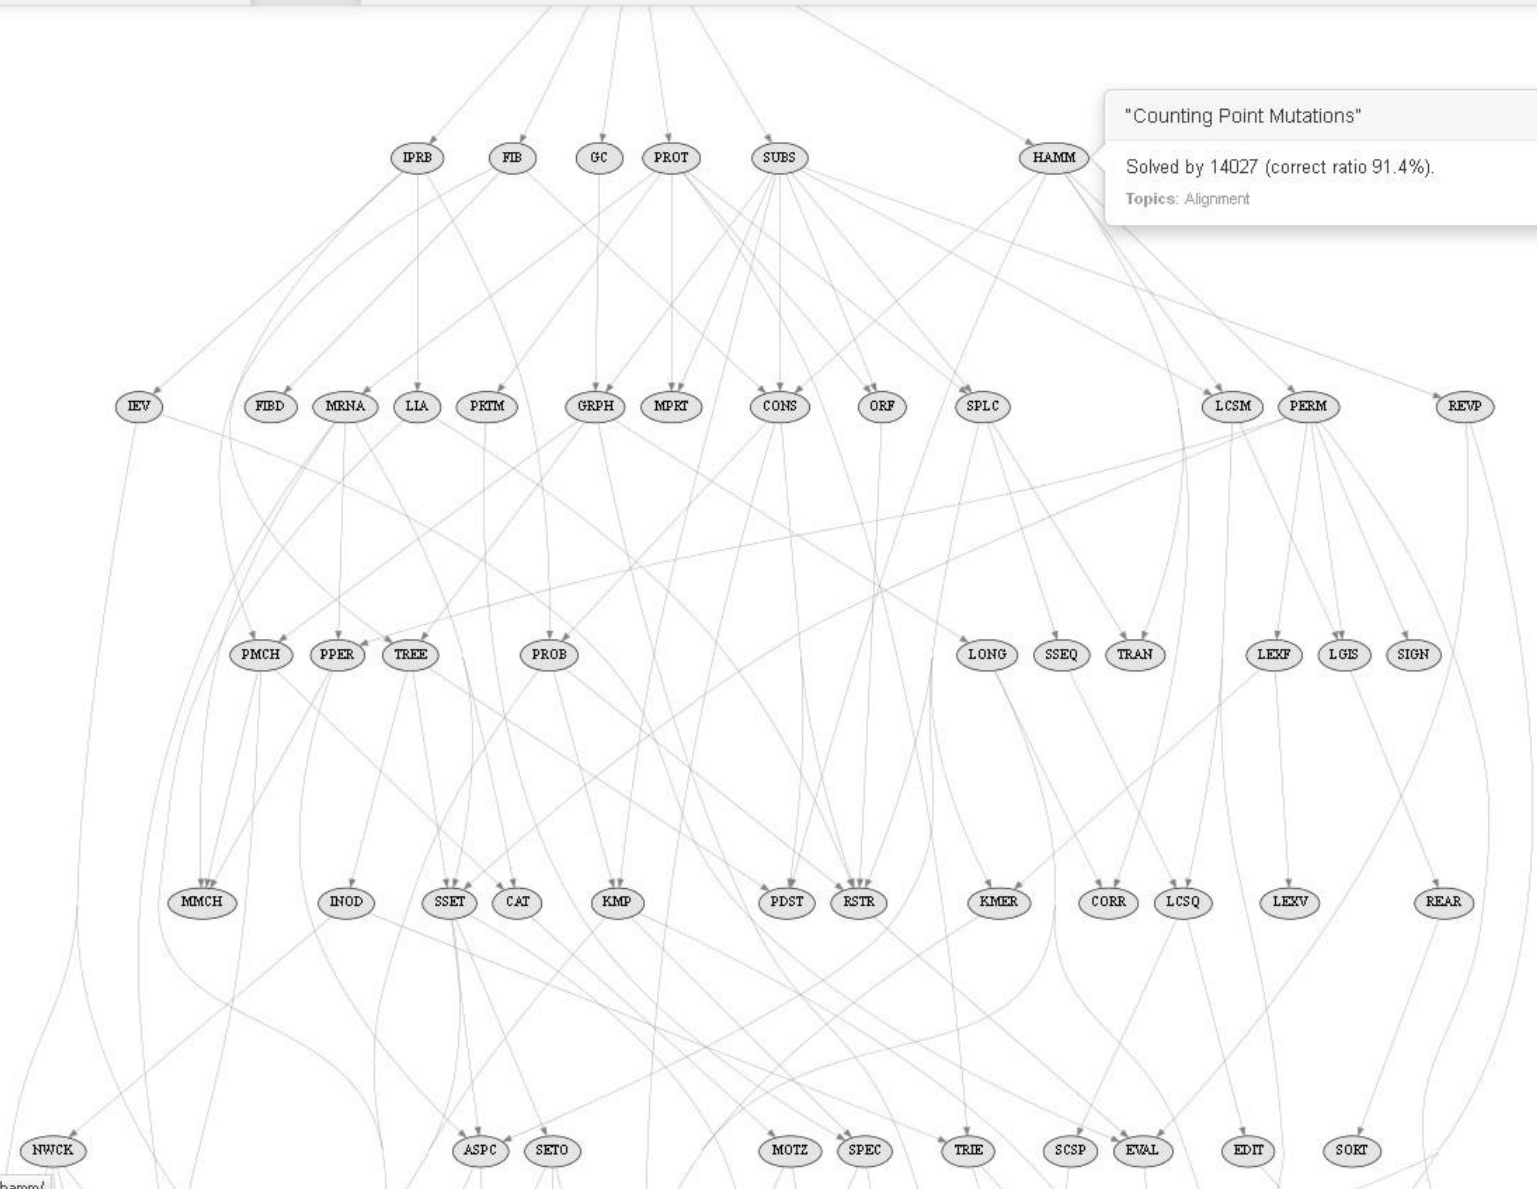 "Counting Point Mutations"
IPRB FIB GC PROT SUBS HAMM
Solved by 14027 (correct ratio 91.4%).
Topics: Alignment
IEV FIBD MRNA LIA PRTM GRPH MPRT CONS ORF SPLC LCSM PERM REVP
PMCH PPER TREE PROB LONG SSEQ TRAN LEXF LGIS SIGN
MMCH INOD SSET CAT KMP PDST RSTR KMER CORR LCSQ LEXV REAR
NWCK ASPC SETO MOTZ SPEC TRIE SCSP EVAL EDIT SORT